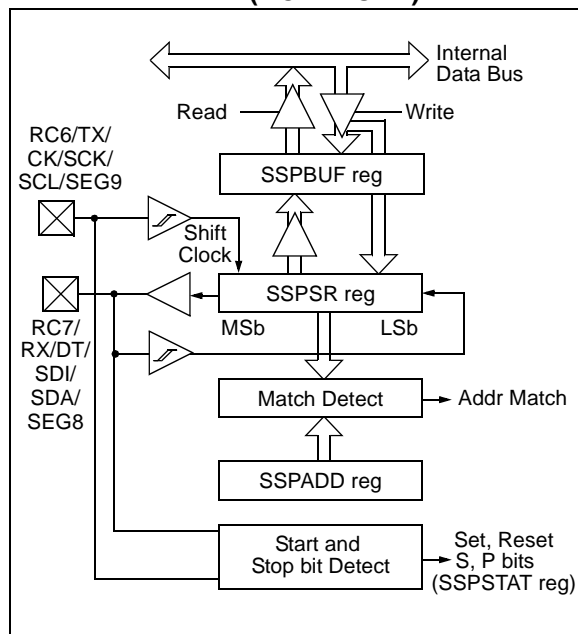 Internal
Data Bus
Read
Write
RC6/TX/
CK/SCK/
SCL/SEG9
SSPBUF reg
Shift
Clock
SSPSR reg
MSb
LSb
RC7/
RX/DT/
SDI/
SDA/
SEG8
Match Detect
Addr Match
SSPADD reg
Start and
Stop bit Detect
Set, Reset
S, P bits
(SSPSTAT reg)